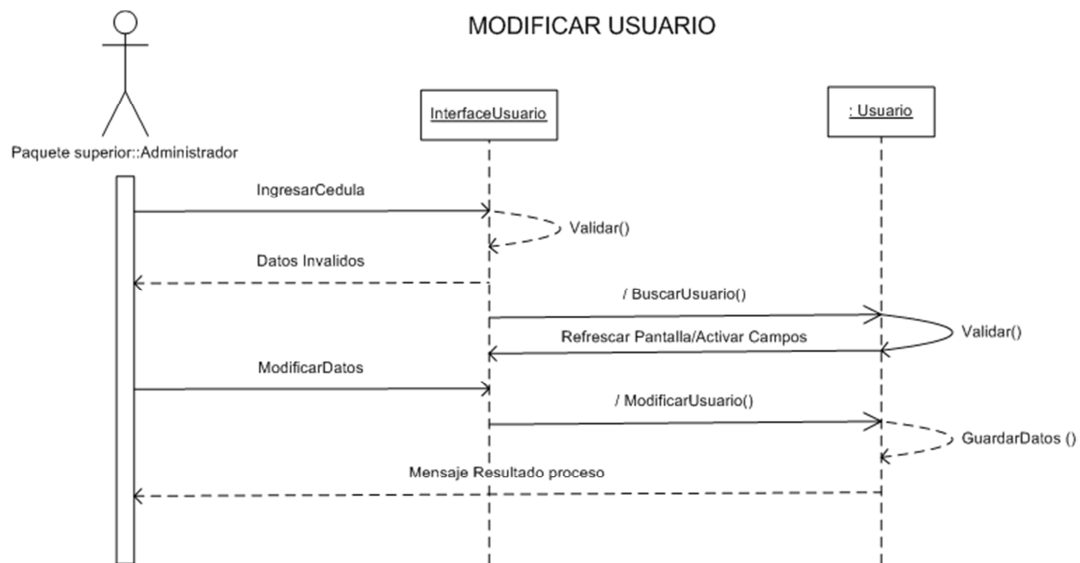 MODIFICAR USUARIO
InterfaceUsuario
: Usuario
Paquete superior::Administrador
IngresarCedula
Validar()
Datos Invalidos
/ BuscarUsuario()
Validar()
Refrescar Pantalla/Activar Campos
ModificarDatos
/ ModificarUsuario()
GuardarDatos ()
Mensaje Resultado proceso